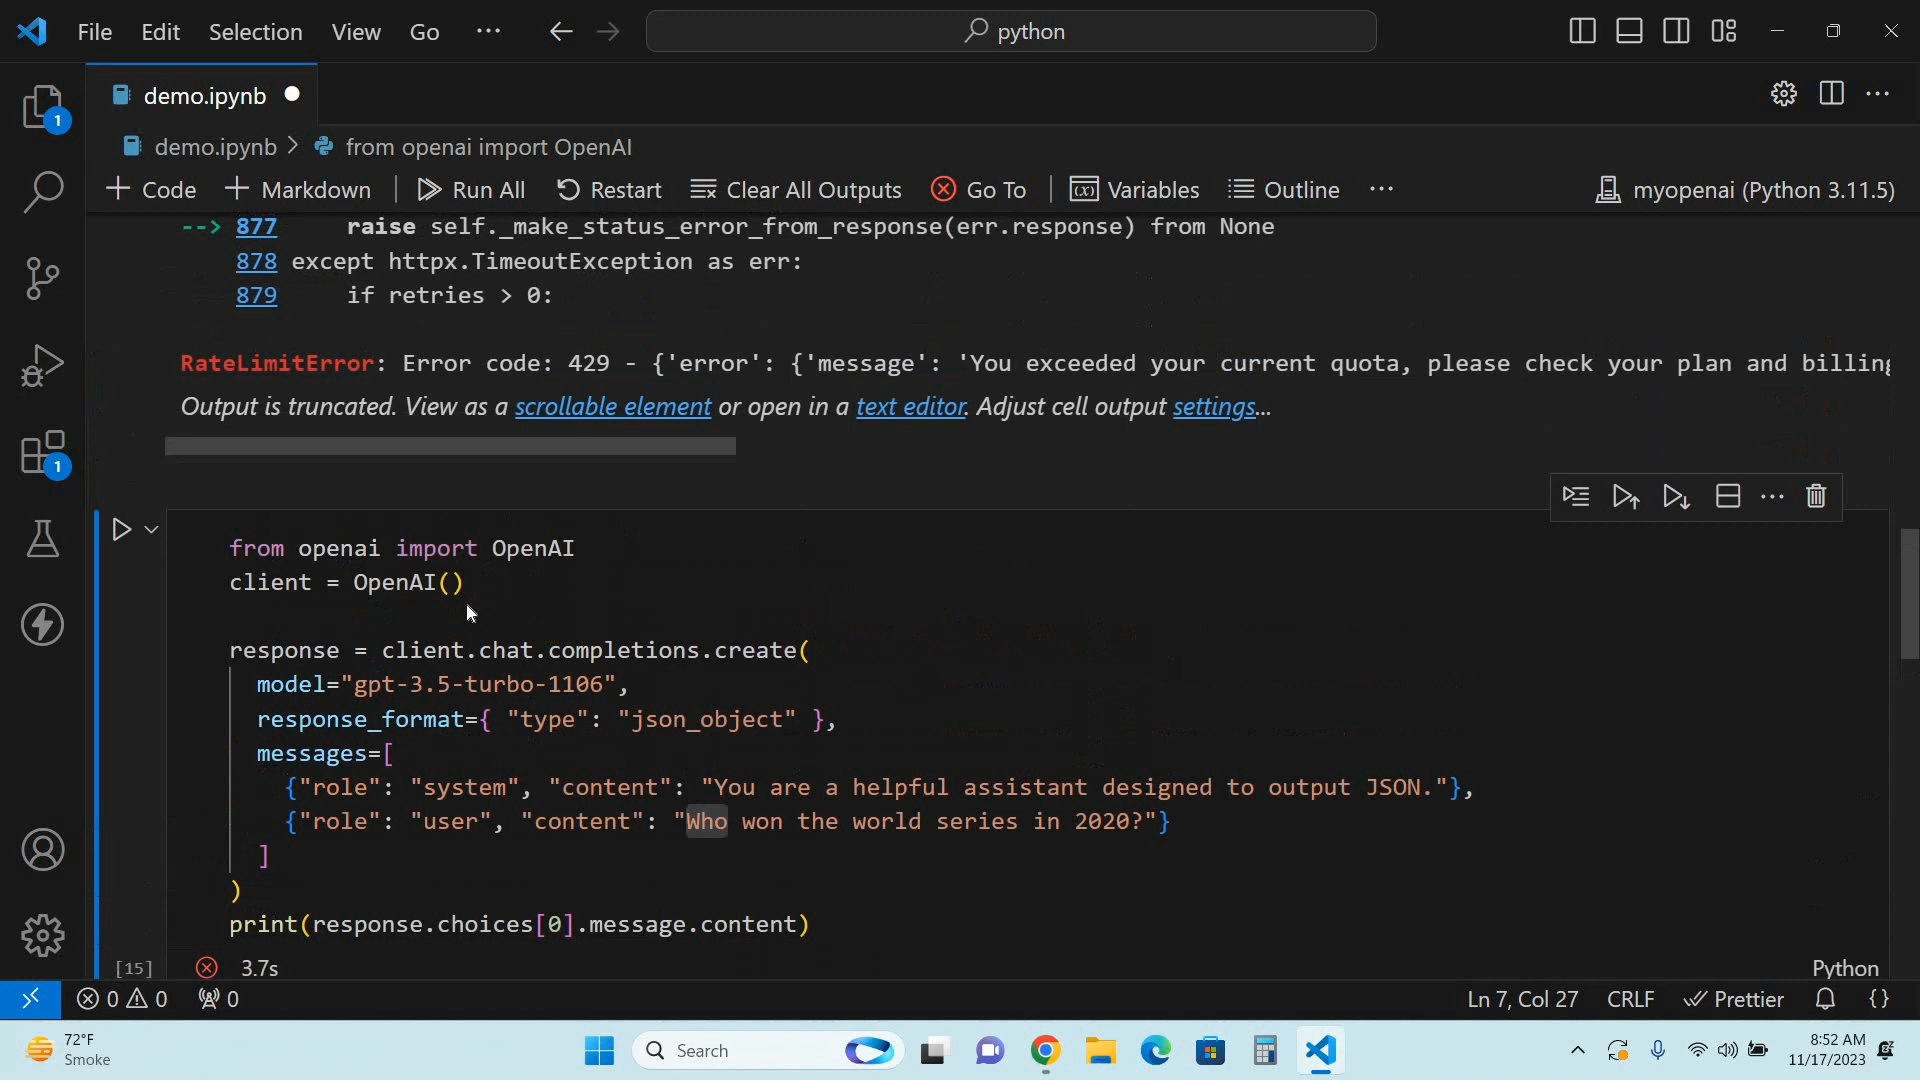 File Edit Selection View Go ··· python
demo.ipynb
demo.ipynb > from openai import OpenAI
+ Code + Markdown Run All Restart Clear All Outputs Go To Variables Outline ··· myopenai (Python 3.11.5)
--> 877 raise self._make_status_error_from_response(err.response) from None
878 except httpx.TimeoutException as err:
879 if retries > 0:
RateLimitError: Error code: 429 - {'error': {'message': 'You exceeded your current quota, please check your plan and billing
Output is truncated. View as a scrollable element or open in a text editor. Adjust cell output settings...
from openai import OpenAI
client = OpenAI()
response = client.chat.completions.create(
model="gpt-3.5-turbo-1106",
response_format={ "type": "json_object" },
messages=[
{"role": "system", "content": "You are a helpful assistant designed to output JSON."},
{"role": "user", "content": "Who won the world series in 2020?"}
]
)
print(response.choices[0].message.content)
[15] 3.7s Python
1
1
0 0 0 Ln 7, Col 27 CRLF Prettier {}
72°F
Smoke
Search
8:52 AM
11/17/2023